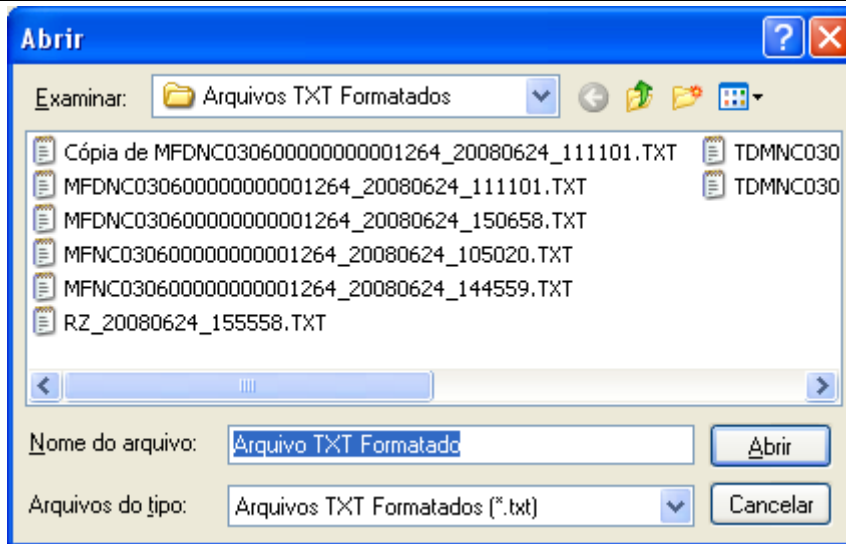 Abrir
Examinar: Arquivos TXT Formatados
Cópia de MFDNC030600000000001264_20080624_111101.TXT TDMNC030
MFDNC030600000000001264_20080624_111101.TXT TDMNC030
MFDNC030600000000001264_20080624_150658.TXT
MFNC030600000000001264_20080624_105020.TXT
MFNC030600000000001264_20080624_144559.TXT
RZ_20080624_155558.TXT
Nome do arquivo: Arquivo TXT Formatado Abrir
Arquivos do tipo: Arquivos TXT Formatados (*.txt) Cancelar